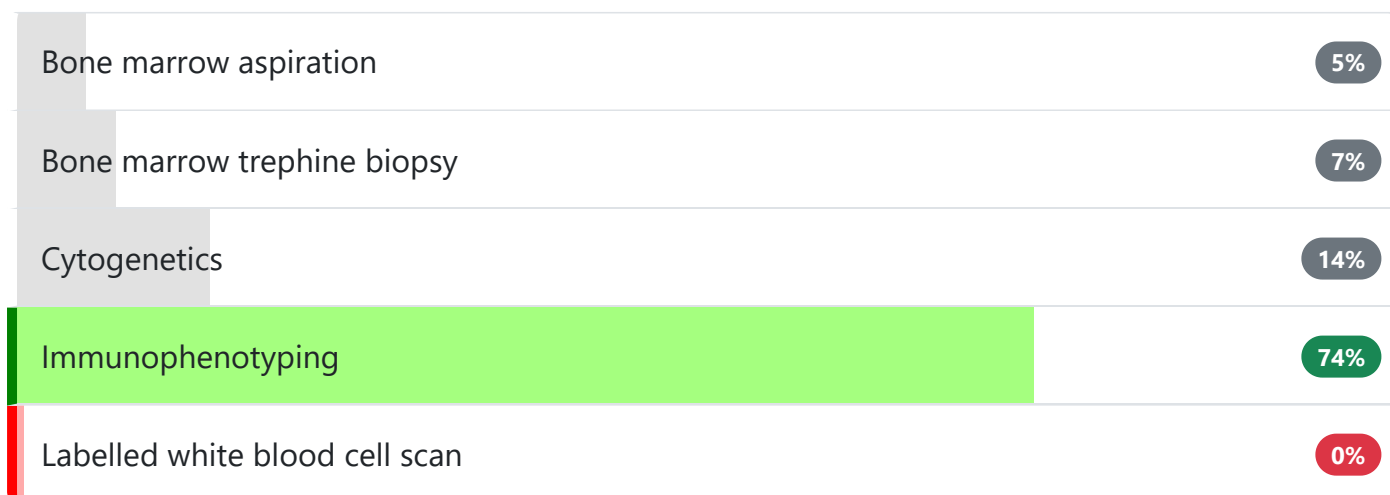 Bone marrow aspiration 5%
Bone marrow trephine biopsy 7%
Cytogenetics 14%
Immunophenotyping 74%
Labelled white blood cell scan 0%